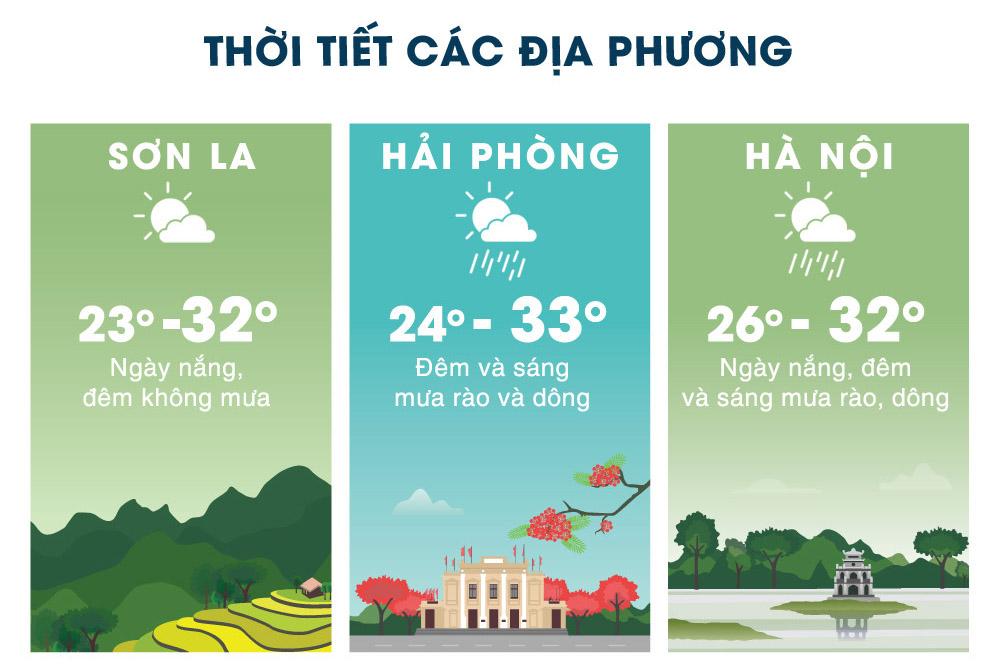 THỜI TIẾT CÁC ĐỊA PHƯƠNG
SƠN LA
23° -32°
Ngày nắng,
đêm không mưa
HẢI PHÒNG
24° - 33°
Đêm và sáng
mưa rào và dông
HÀ NỘI
26° - 32°
Ngày nắng, đêm
và sáng mưa rào, dông